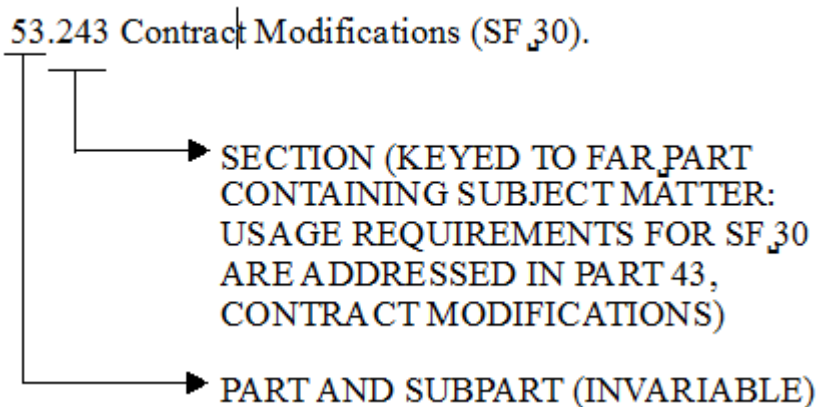 53.243 Contract Modifications (SF 30).
SECTION (KEYED TO FAR PART
CONTAINING SUBJECT MATTER:
USAGE REQUIREMENTS FOR SF 30
ARE ADDRESSED IN PART 43,
CONTRACT MODIFICATIONS)
PART AND SUBPART (INVARIABLE)